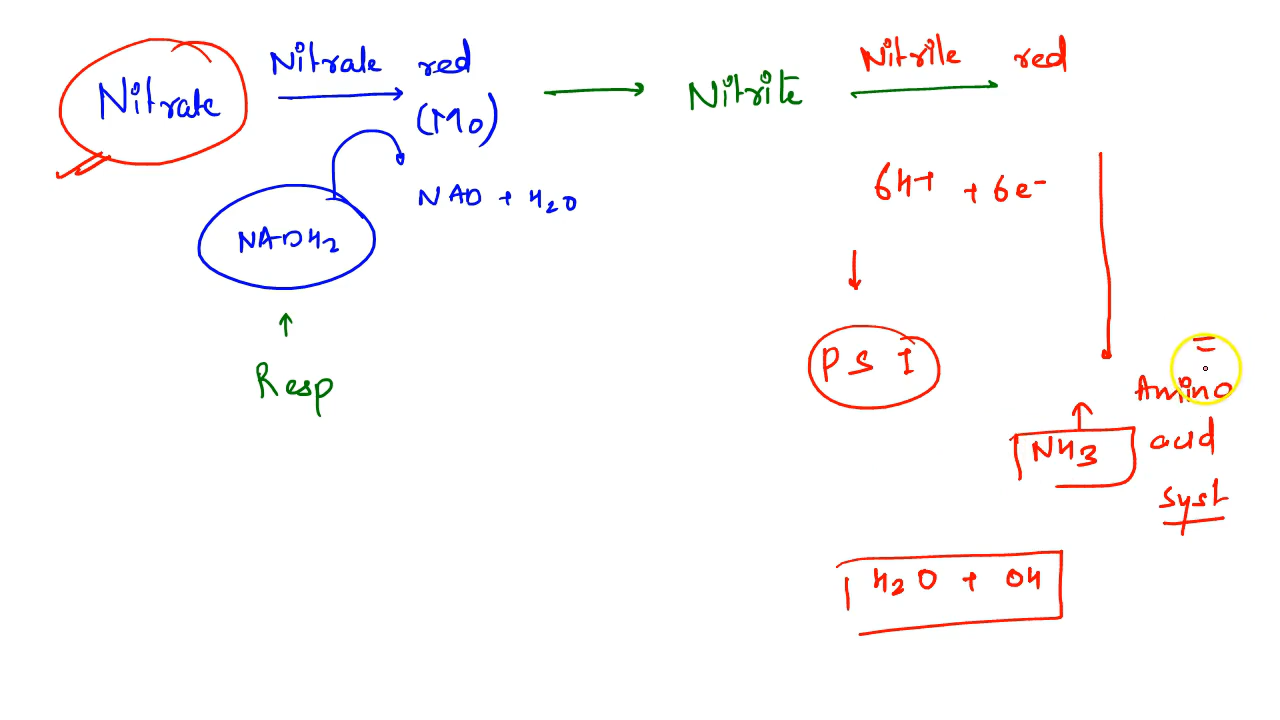 Nitrate
Nitrate red
(Mo)
Nitrite
Nitrite red
NADH2
NAD + H2O
Resp
6H+ + 6e-
PSI
NH3
Amino
acid
syst
H2O + OH